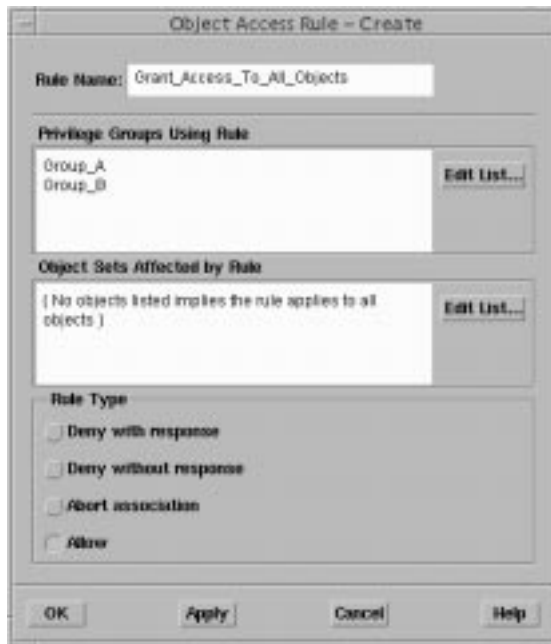 Object Access Rule – Create
Rule Name: Grant_Access_To_All_Objects
Privilege Groups Using Rule
Group_A
Group_B
Edit List...
Object Sets Affected by Rule
( No objects listed implies the rule applies to all
objects )
Edit List...
Rule Type
Deny with response
Deny without response
Abort association
Allow
OK Apply Cancel Help